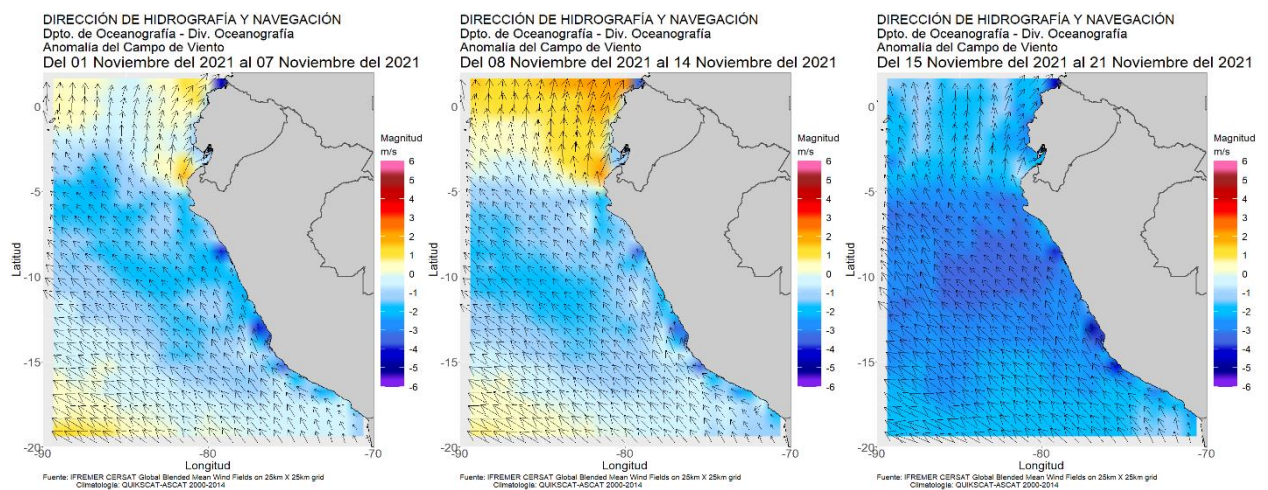 DIRECCIÓN DE HIDROGRAFÍA Y NAVEGACIÓN
Dpto. de Oceanografía - Div. Oceanografía
Anomalía del Campo de Viento
Del 01 Noviembre del 2021 al 07 Noviembre del 2021
0
-5
-10
-15
-20
Latitud
-90
-80
-70
Longitud
Magnitud
m/s
6
5
4
3
2
1
0
-1
-2
-3
-4
-5
-6
Fuente: IFREMER CERSAT Global Blended Mean Wind Fields on 25km X 25km grid
Climatología: QUIKSCAT-ASCAT 2000-2014
DIRECCIÓN DE HIDROGRAFÍA Y NAVEGACIÓN
Dpto. de Oceanografía - Div. Oceanografía
Anomalía del Campo de Viento
Del 08 Noviembre del 2021 al 14 Noviembre del 2021
0
-5
-10
-15
-20
Latitud
-90
-80
-70
Longitud
Magnitud
m/s
6
5
4
3
2
1
0
-1
-2
-3
-4
-5
-6
Fuente: IFREMER CERSAT Global Blended Mean Wind Fields on 25km X 25km grid
Climatología: QUIKSCAT-ASCAT 2000-2014
DIRECCIÓN DE HIDROGRAFÍA Y NAVEGACIÓN
Dpto. de Oceanografía - Div. Oceanografía
Anomalía del Campo de Viento
Del 15 Noviembre del 2021 al 21 Noviembre del 2021
0
-5
-10
-15
-20
Latitud
-90
-80
-70
Longitud
Magnitud
m/s
6
5
4
3
2
1
0
-1
-2
-3
-4
-5
-6
Fuente: IFREMER CERSAT Global Blended Mean Wind Fields on 25km X 25km grid
Climatología: QUIKSCAT-ASCAT 2000-2014